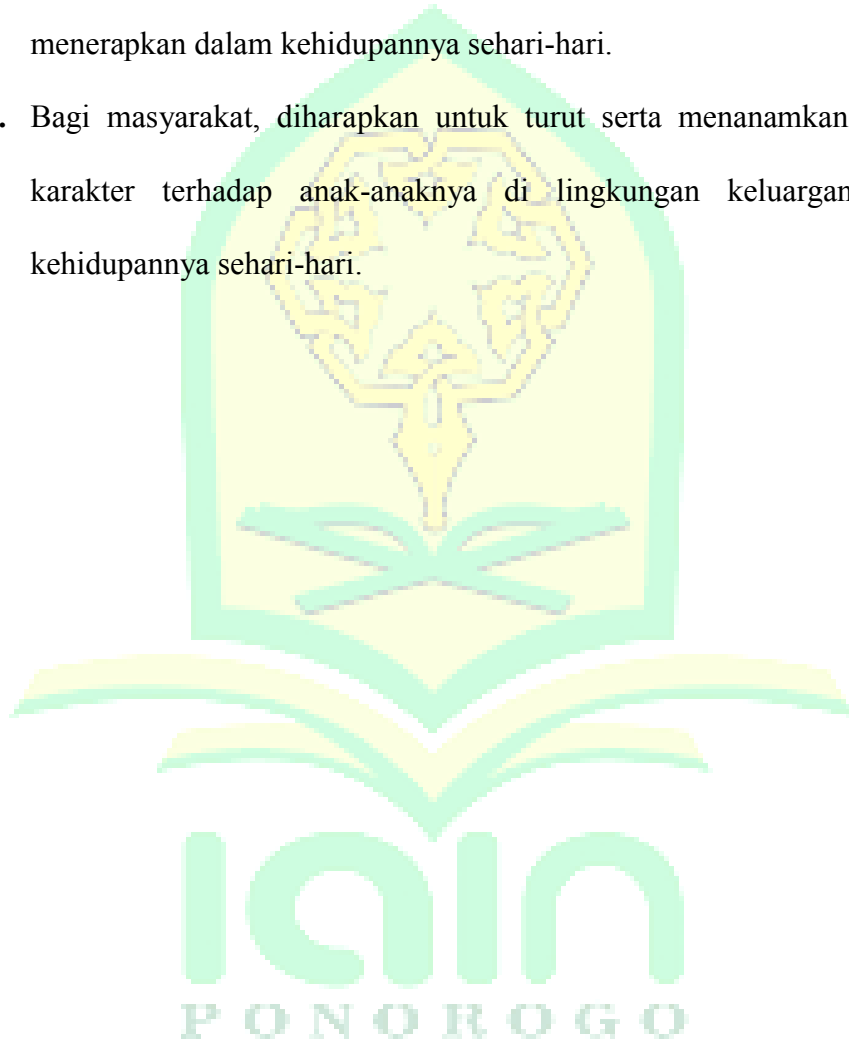 menerapkan dalam kehidupannya sehari-hari.
. Bagi masyarakat, diharapkan untuk turut serta menanamkan
karakter terhadap anak-anaknya di lingkungan keluargan
kehidupannya sehari-hari.
iain
PONOROGO